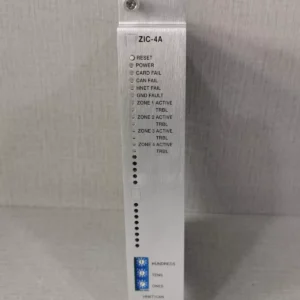 ZIC-4A
RESET
POWER
CARD FAIL
CAN FAIL
HNET FAIL
GND FAULT
ZONE 1 ACTIVE
TRBL
ZONE 2 ACTIVE
TRBL
ZONE 3 ACTIVE
TRBL
ZONE 4 ACTIVE
TRBL
HUNDREDS
TENS
ONES